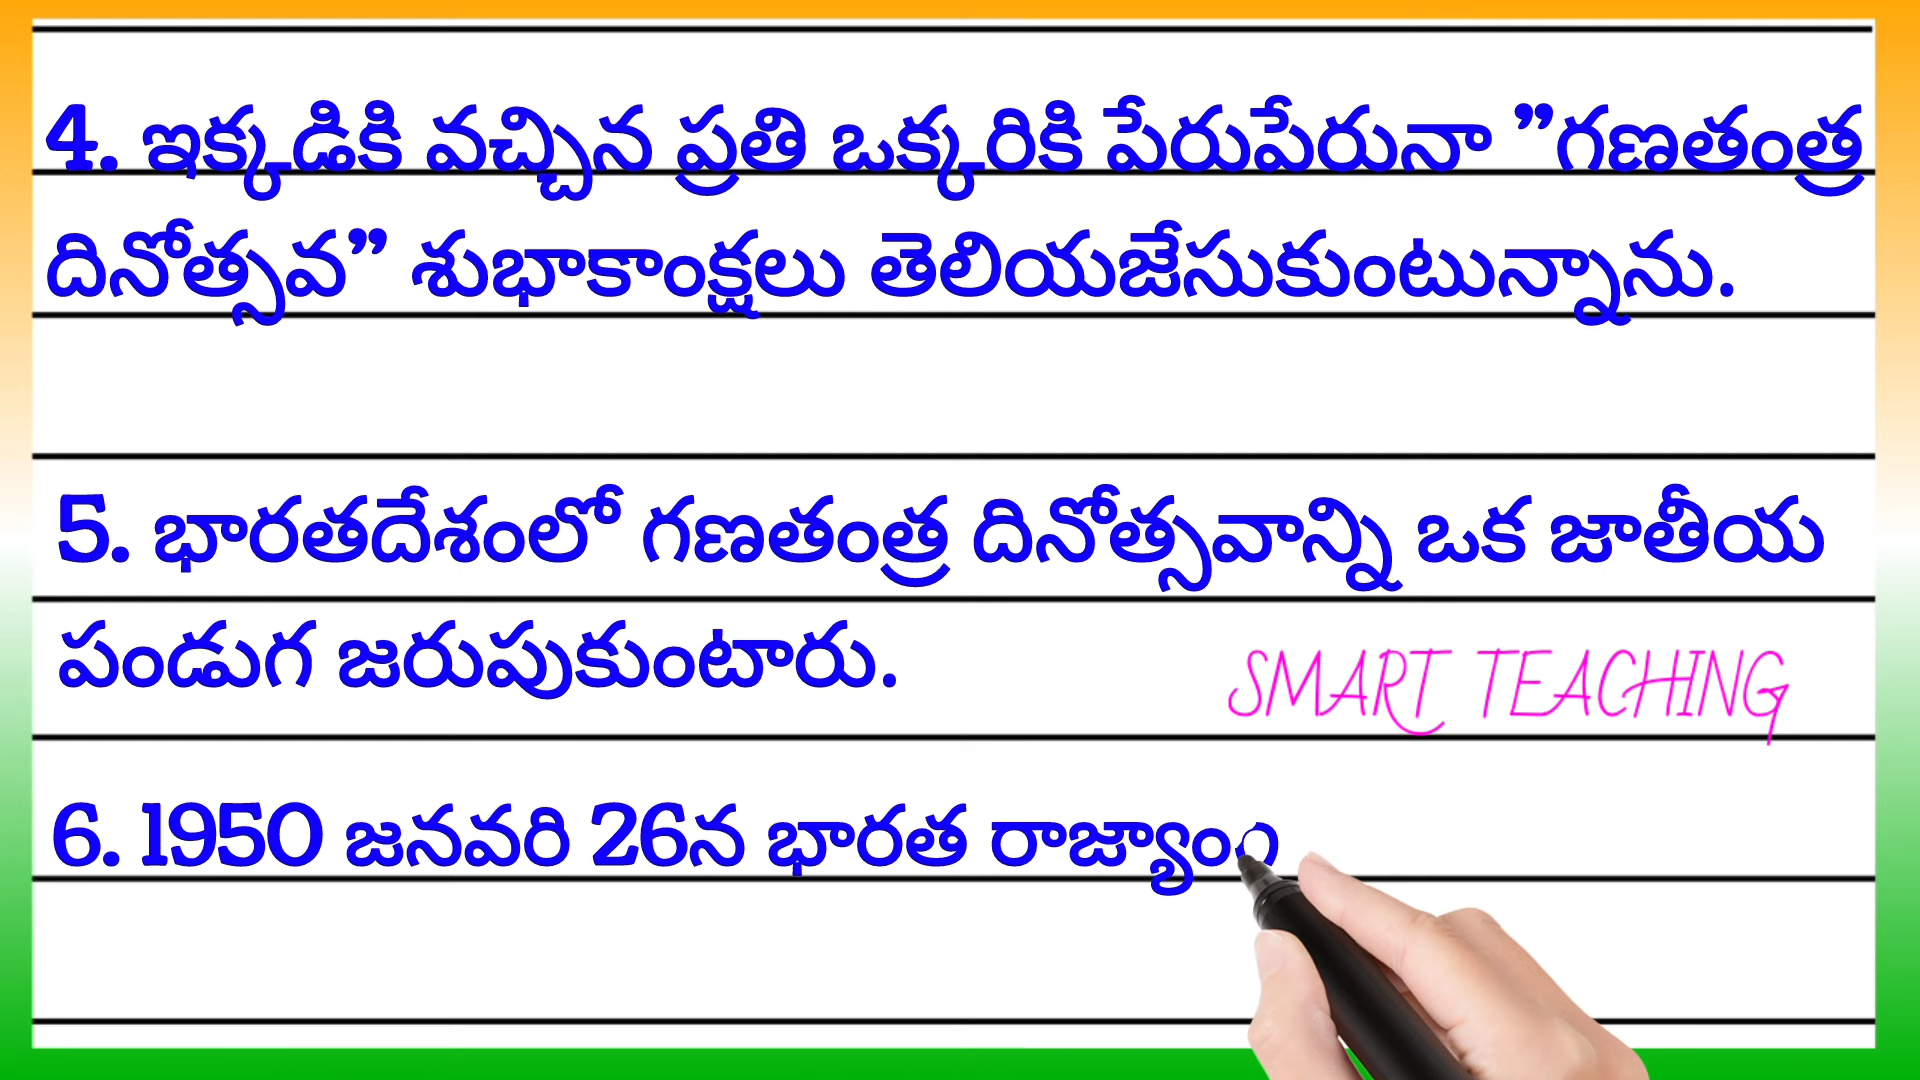 4. ఇక్కడికి వచ్చిన ప్రతి ఒక్కరికి పేరుపేరునా ”గణతంత్ర
దినోత్సవ” శుభాకాంక్షలు తెలియజేసుకుంటున్నాను.
5. భారతదేశంలో గణతంత్ర దినోత్సవాన్ని ఒక జాతీయ
పండుగ జరుపుకుంటారు.
SMART TEACHING
6. 1950 జనవరి 26న భారత